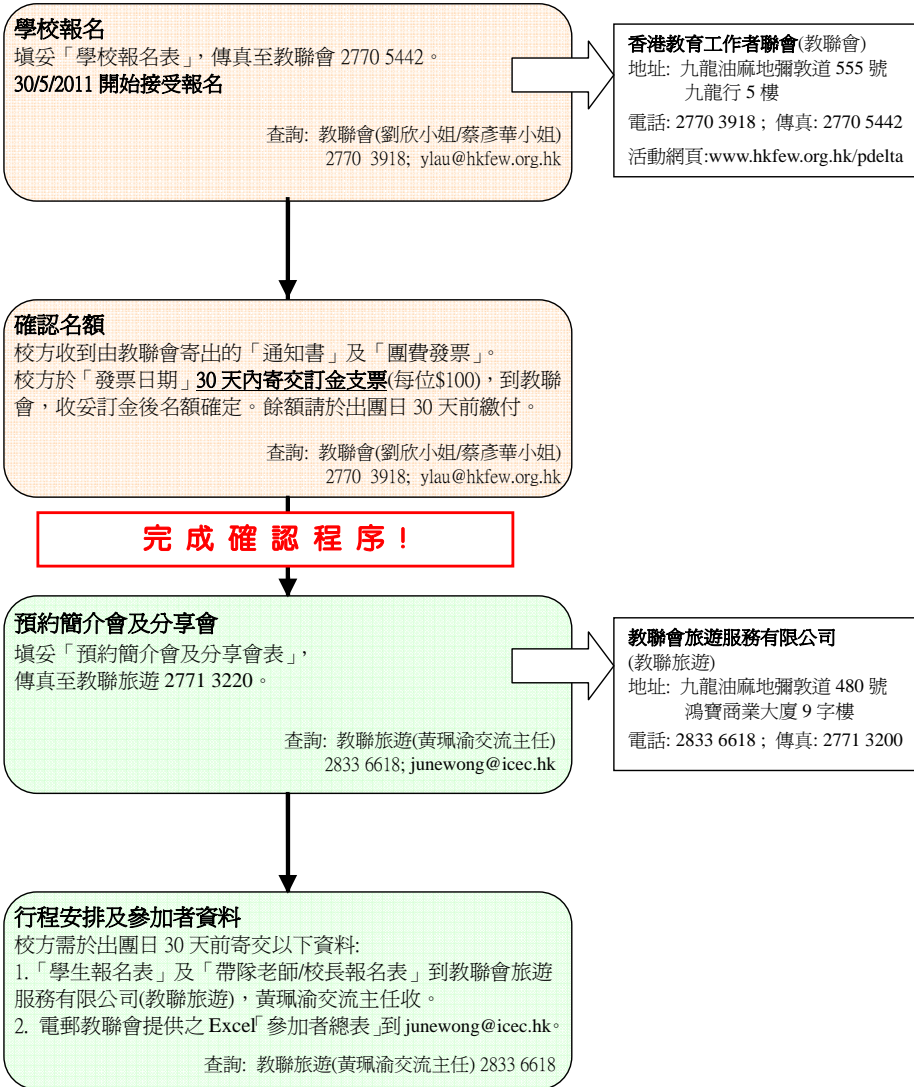 學校報名
填妥「學校報名表」，傳真至教聯會 2770 5442。
30/5/2011 開始接受報名
查詢: 教聯會(劉欣小姐/蔡彥華小姐)
2770 3918; ylau@hkfew.org.hk
香港教育工作者聯會(教聯會)
地址: 九龍油麻地彌敦道 555 號
九龍行 5 樓
電話: 2770 3918 ; 傳真: 2770 5442
活動網頁:www.hkfew.org.hk/pdelta
確認名額
校方收到由教聯會寄出的「通知書」及「團費發票」。
校方於「發票日期」30 天內寄交訂金支票(每位$100)，到教聯
會，收妥訂金後名額確定。餘額請於出團日 30 天前繳付。
查詢: 教聯會(劉欣小姐/蔡彥華小姐)
2770 3918; ylau@hkfew.org.hk
完成確認程序!
預約簡介會及分享會
填妥「預約簡介會及分享會表」，
傳真至教聯旅遊 2771 3220。
查詢: 教聯旅遊(黃珮渝交流主任)
2833 6618; junewong@icec.hk
教聯會旅遊服務有限公司
(教聯旅遊)
地址: 九龍油麻地彌敦道 480 號
鴻寶商業大廈 9 字樓
電話: 2833 6618 ; 傳真: 2771 3200
行程安排及參加者資料
校方需於出團日 30 天前寄交以下資料:
1.「學生報名表」及「帶隊老師/校長報名表」到教聯會旅遊
服務有限公司(教聯旅遊)，黃珮渝交流主任收。
2. 電郵教聯會提供之 Excel「參加者總表」到 junewong@icec.hk。
查詢: 教聯旅遊(黃珮渝交流主任) 2833 6618